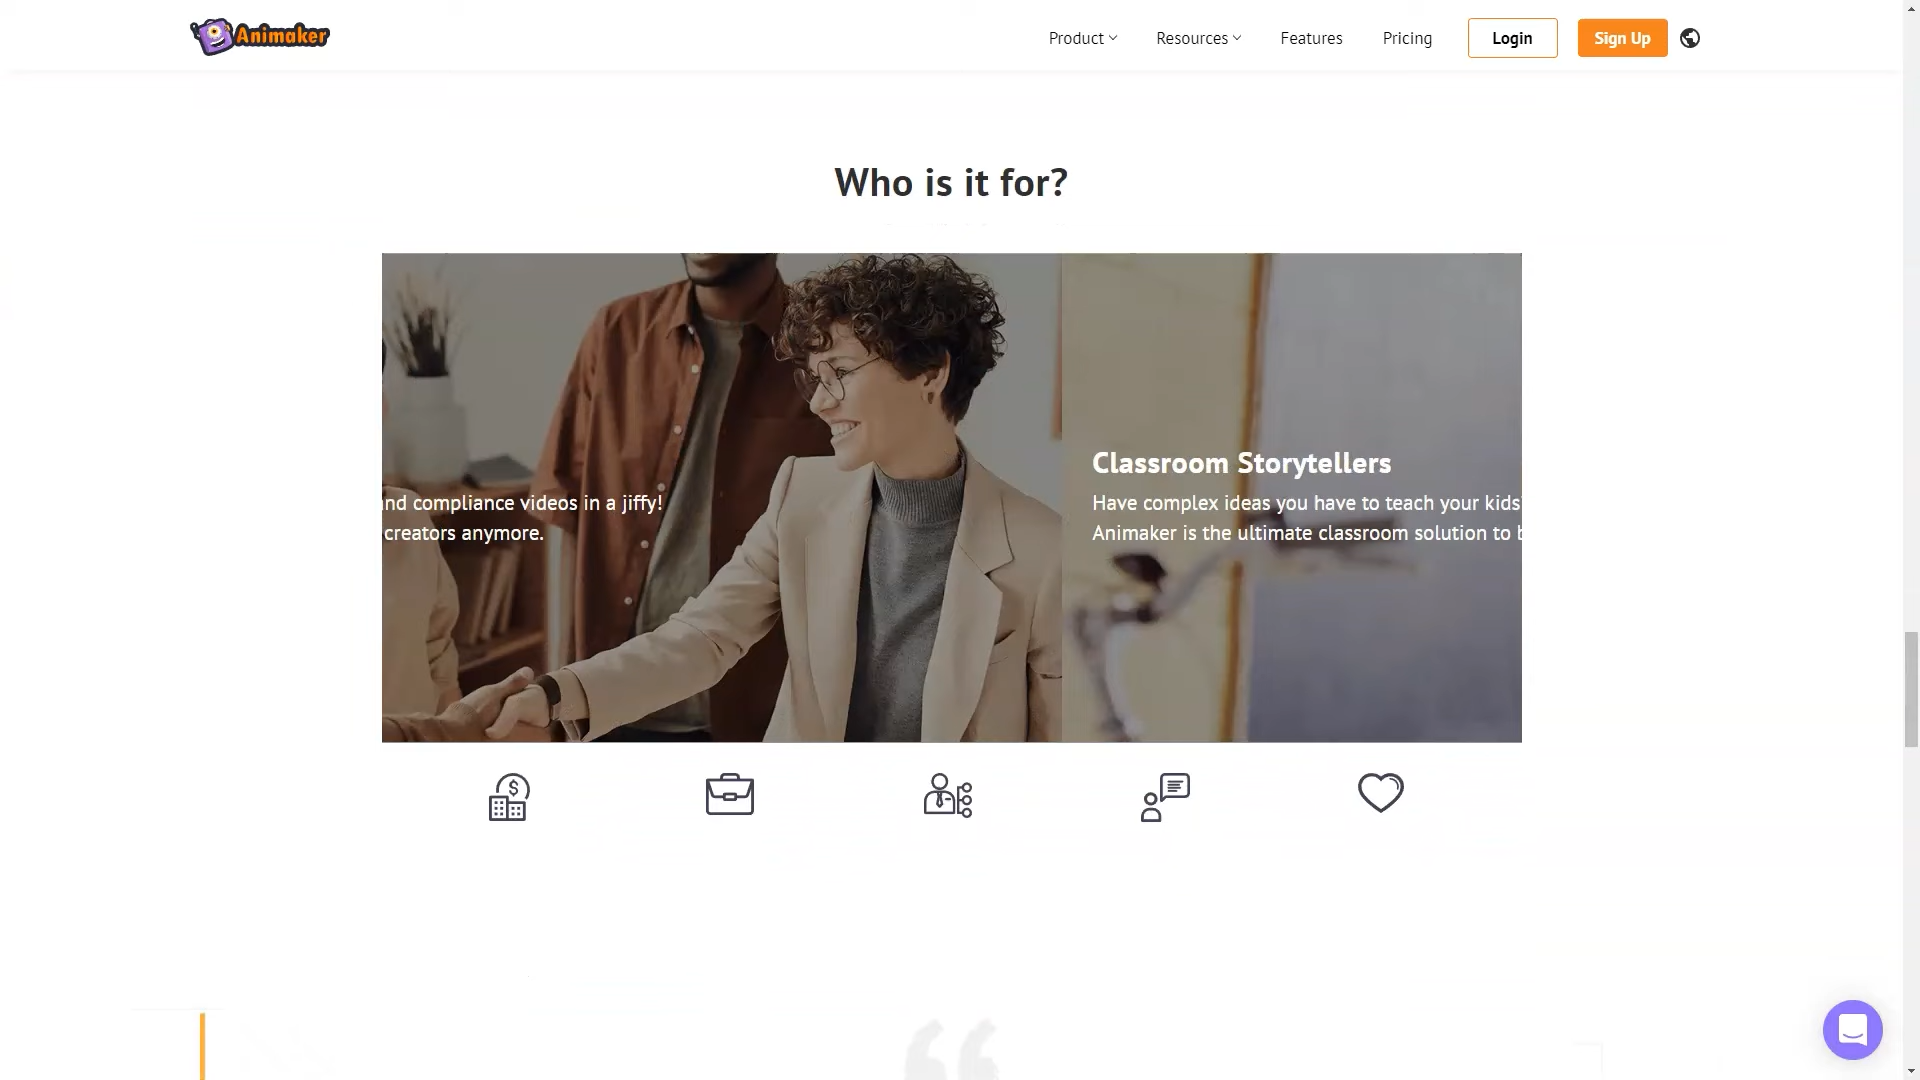 Animaker
Product
Resources
Features
Pricing
Login
Sign Up
Who is it for?
nd compliance videos in a jiffy!
creators anymore.
Classroom Storytellers
Have complex ideas you have to teach your kids
Animaker is the ultimate classroom solution to b
$
“